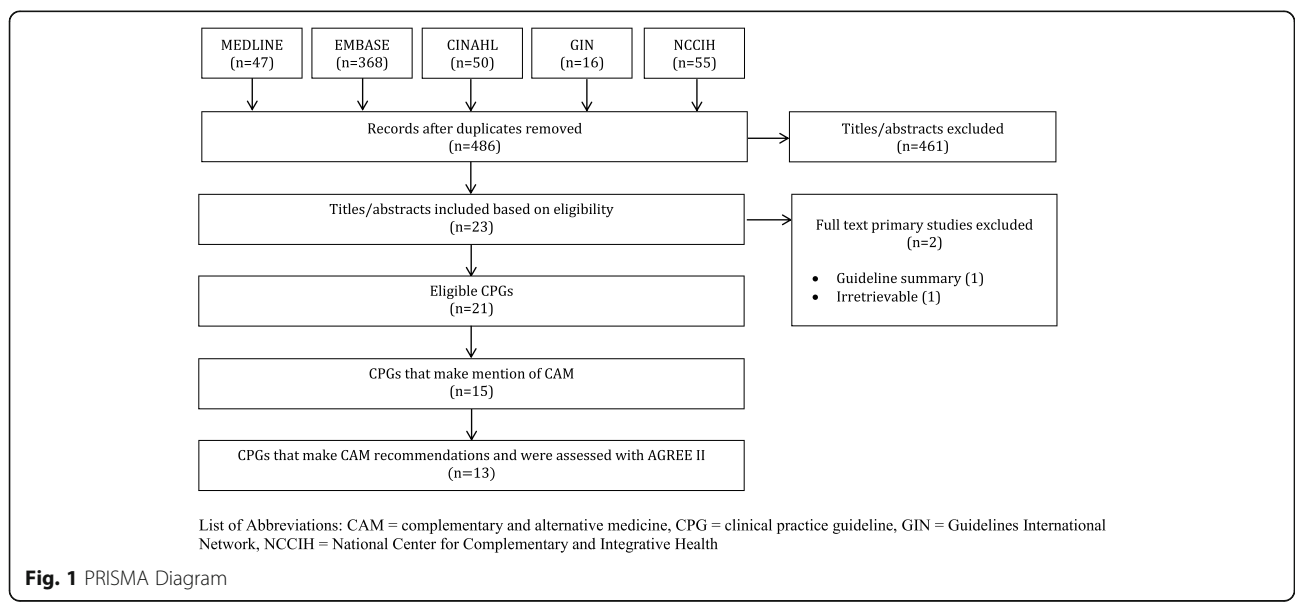 MEDLINE
(n=47)
EMBASE
(n=368)
CINAHL
(n=50)
GIN
(n=16)
NCCIH
(n=55)
Records after duplicates removed
(n=486)
Titles/abstracts excluded
(n=461)
Titles/abstracts included based on eligibility
(n=23)
Full text primary studies excluded
(n=2)
• Guideline summary (1)
• Irretrievable (1)
Eligible CPGs
(n=21)
CPGs that make mention of CAM
(n=15)
CPGs that make CAM recommendations and were assessed with AGREE II
(n=13)
List of Abbreviations: CAM = complementary and alternative medicine, CPG = clinical practice guideline, GIN = Guidelines International
Network, NCCIH = National Center for Complementary and Integrative Health
Fig. 1 PRISMA Diagram